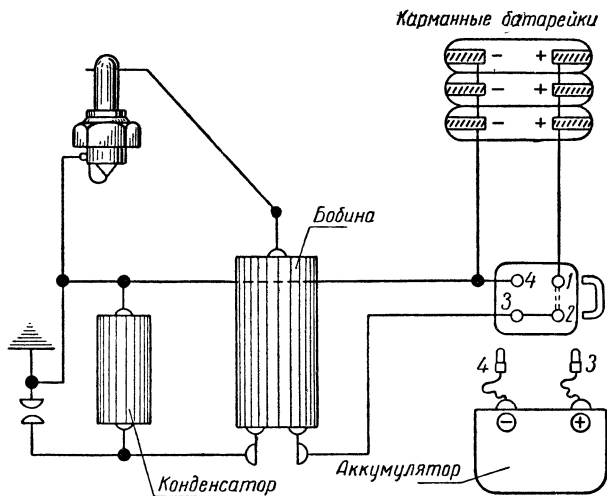 Карманные батарейки
− +
− +
− +
Бобина
4 1
3 2
4 3
− +
Аккумулятор
Конденсатор